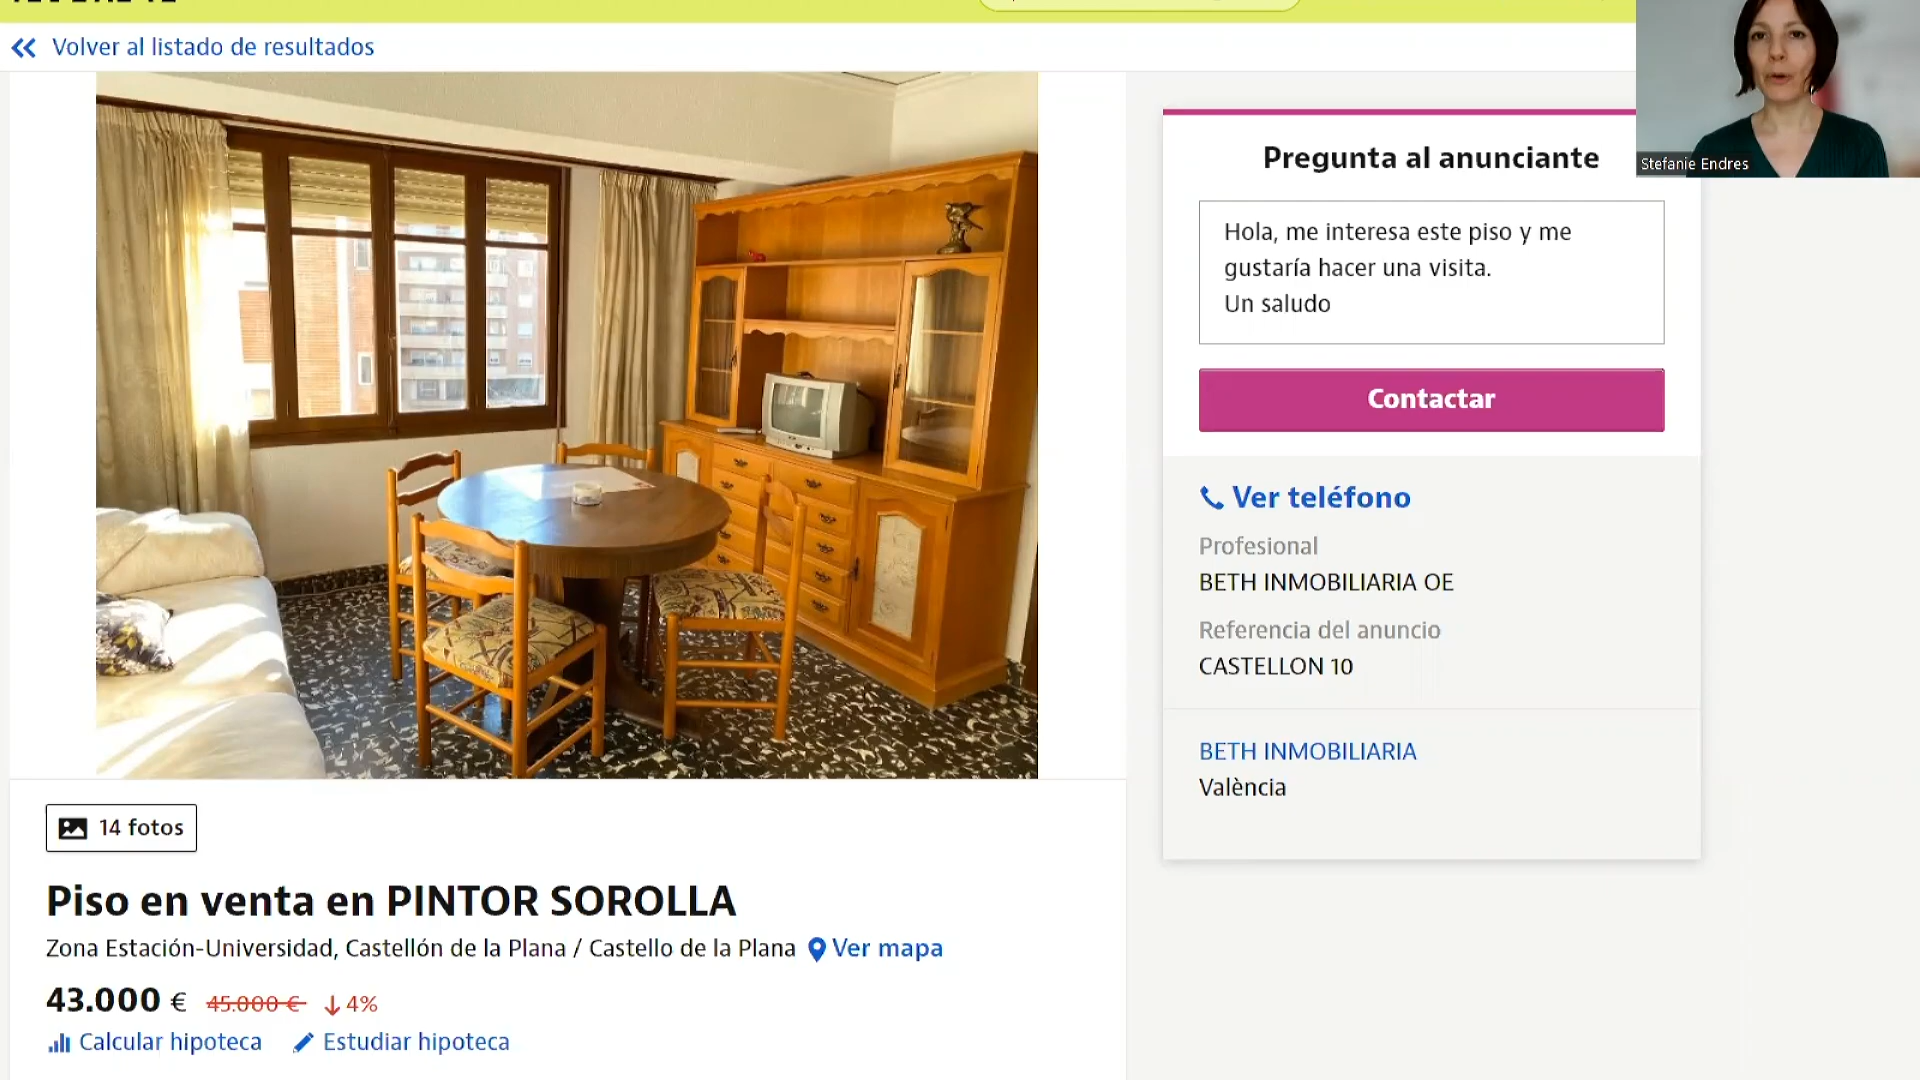 Volver al listado de resultados
Stefanie Endres
Pregunta al anunciante
Hola, me interesa este piso y me
gustaría hacer una visita.
Un saludo
Contactar
Ver teléfono
Profesional
BETH INMOBILIARIA OE
Referencia del anuncio
CASTELLON 10
BETH INMOBILIARIA
València
14 fotos
Piso en venta en PINTOR SOROLLA
Zona Estación-Universidad, Castellón de la Plana / Castello de la Plana Ver mapa
43.000 € 45.000 € ↓ 4%
Calcular hipoteca Estudiar hipoteca